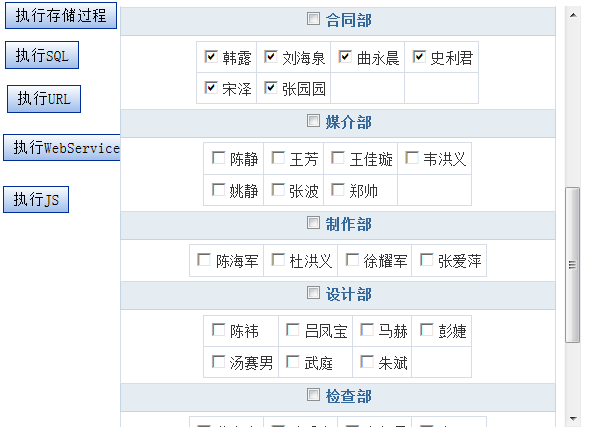 执行存储过程
执行SQL
执行URL
执行WebService
执行JS
合同部
韩露 刘海泉 曲永晨 史利君
宋泽 张园园
媒介部
陈静 王芳 王佳璇 韦洪义
姚静 张波 郑帅
制作部
陈海军 杜洪义 徐耀军 张爱萍
设计部
陈祎 吕凤宝 马赫 彭婕
汤赛男 武庭 朱斌
检查部